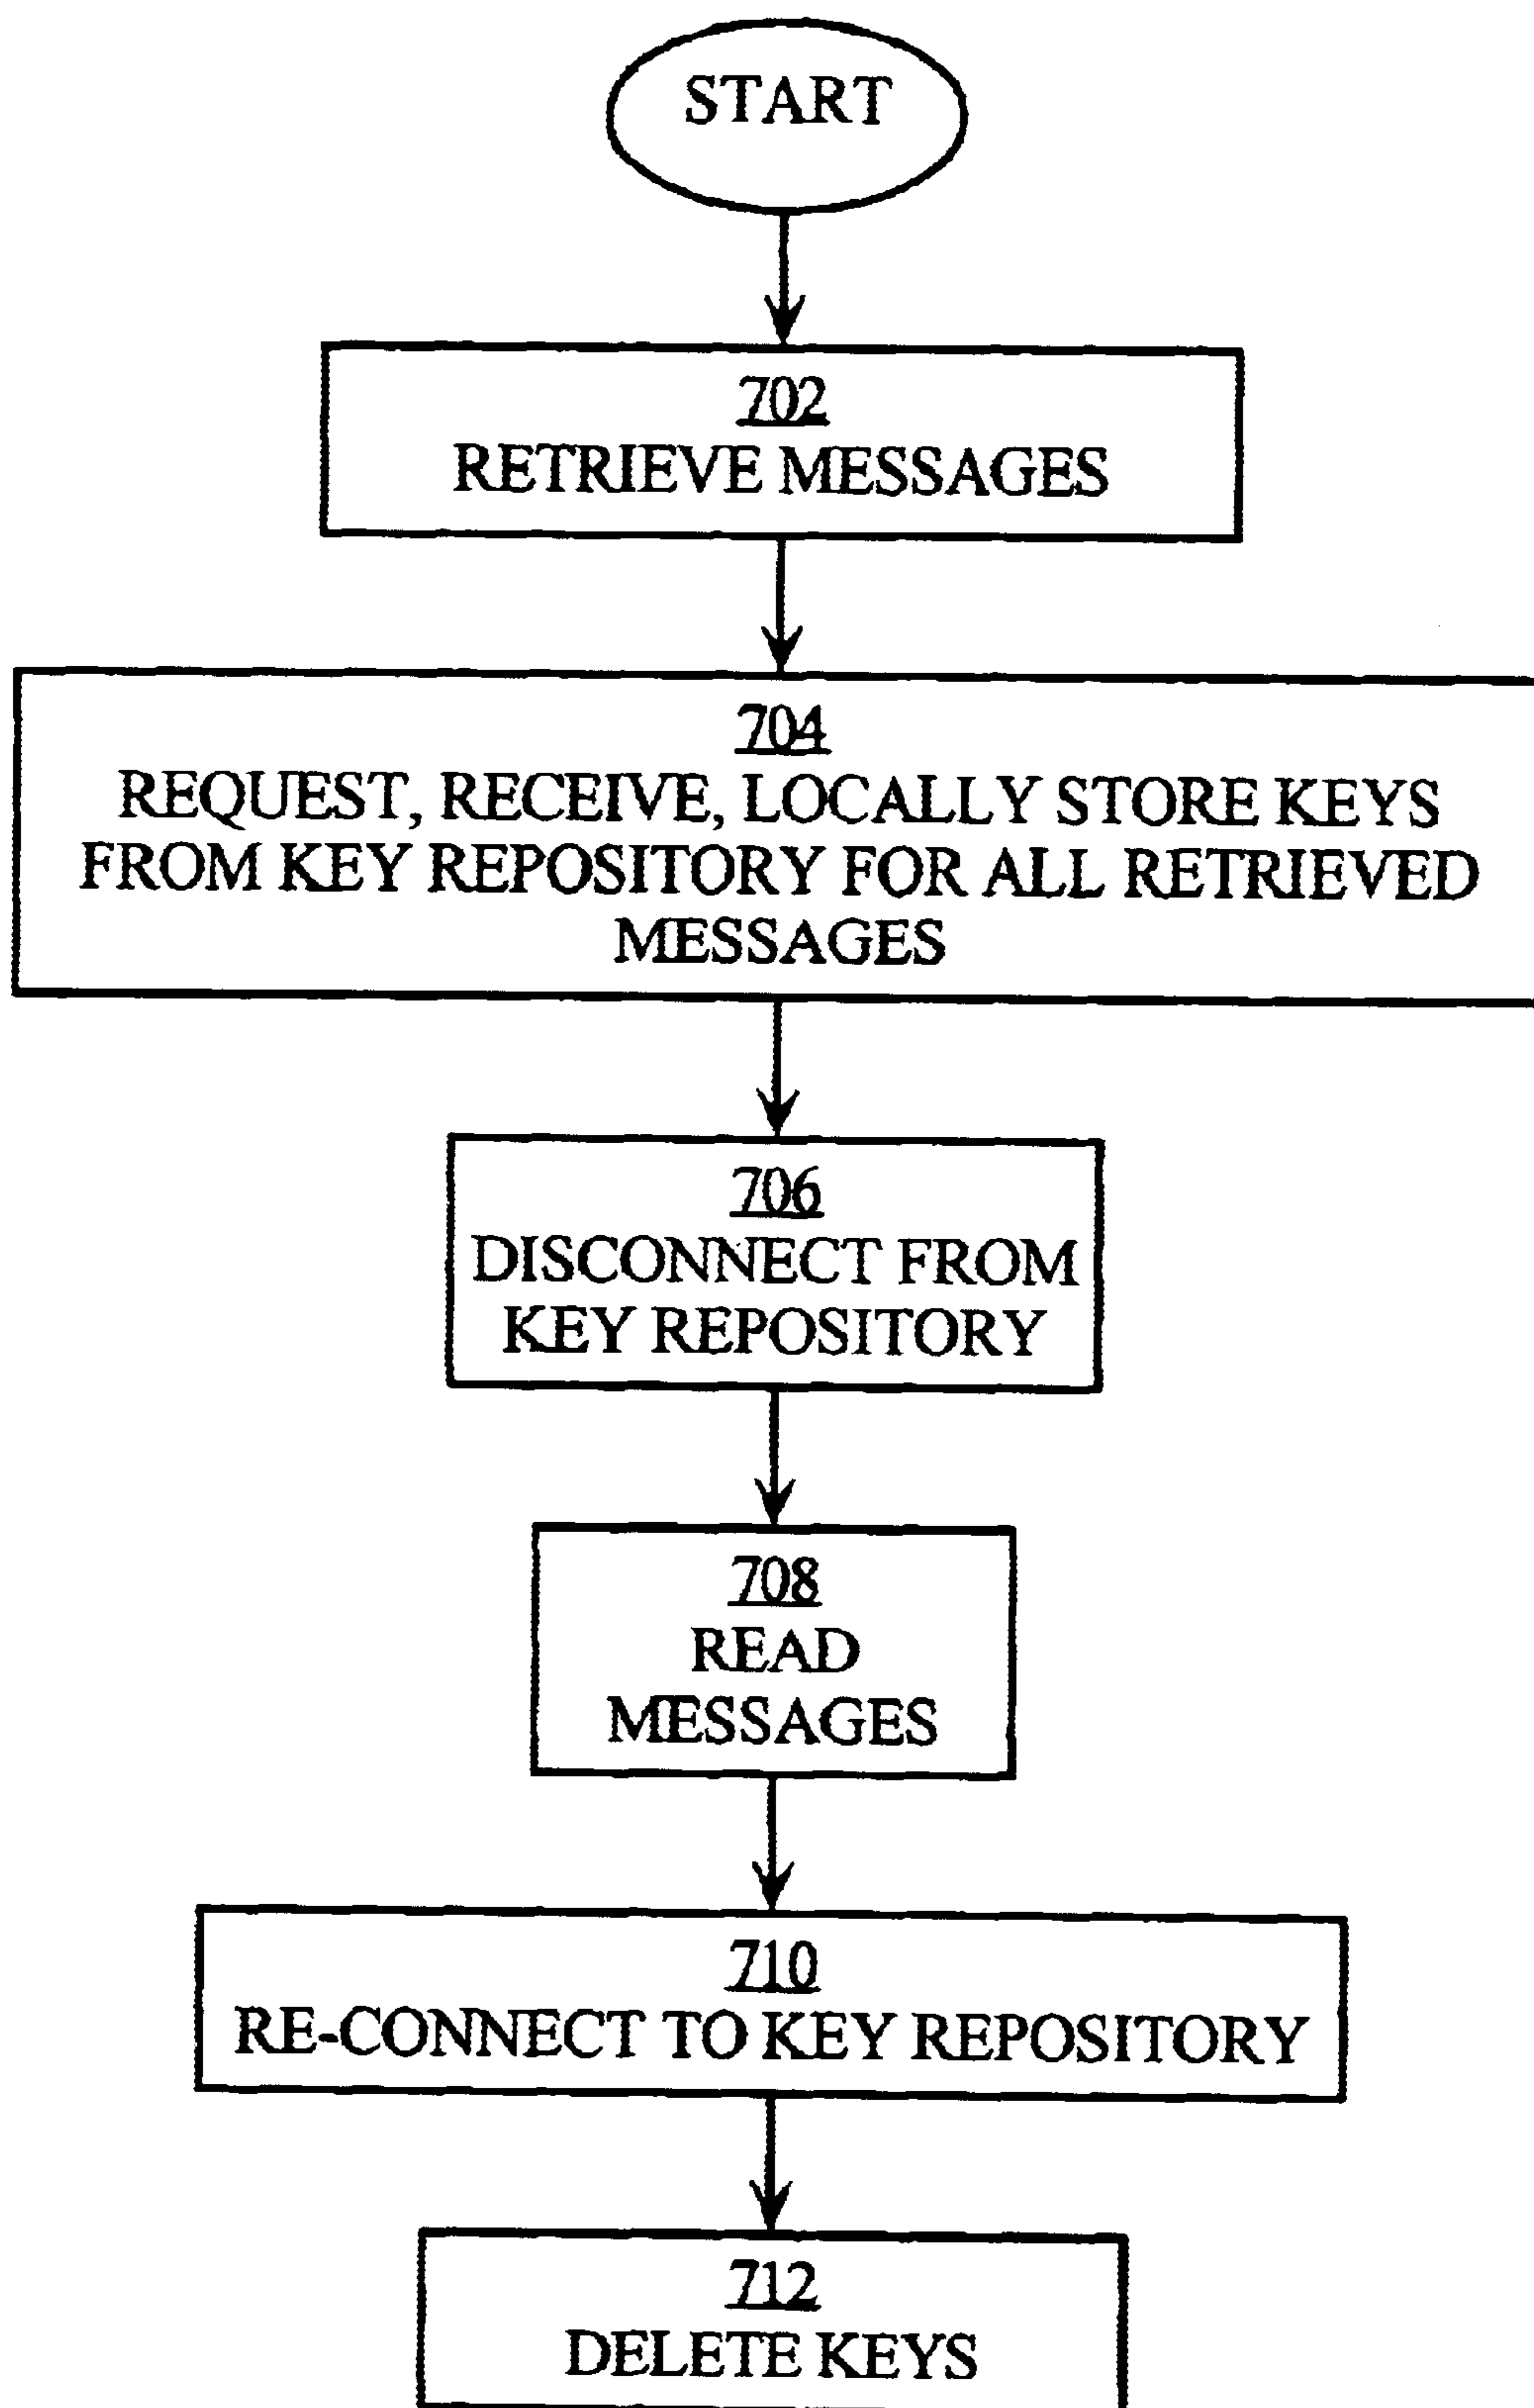 START
702
RETRIEVE MESSAGES
704
REQUEST, RECEIVE, LOCALLY STORE KEYS
FROM KEY REPOSITORY FOR ALL RETRIEVED
MESSAGES
706
DISCONNECT FROM
KEY REPOSITORY
708
READ
MESSAGES
710
RE-CONNECT TO KEY REPOSITORY
712
DELETE KEYS